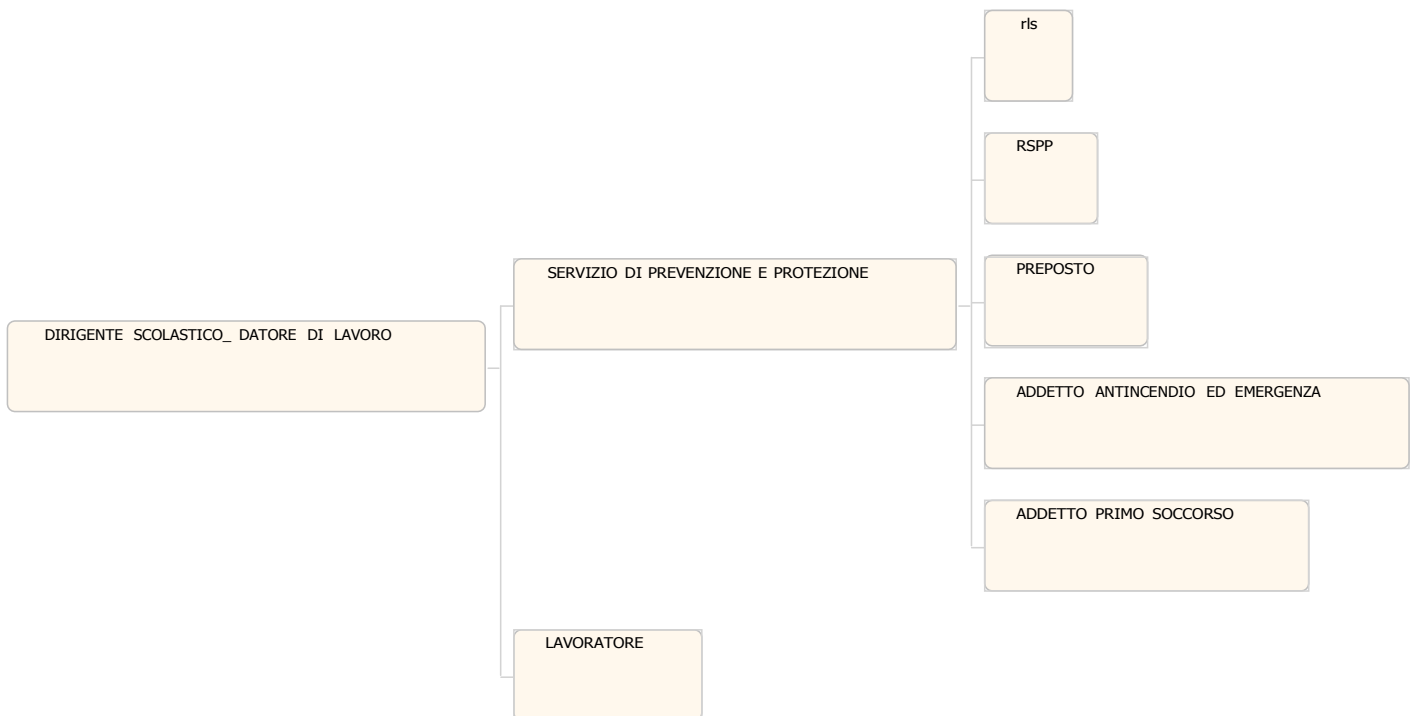 rls
RSPP
SERVIZIO DI PREVENZIONE E PROTEZIONE
PREPOSTO
DIRIGENTE SCOLASTICO_ DATORE DI LAVORO
ADDETTO ANTINCENDIO ED EMERGENZA
ADDETTO PRIMO SOCCORSO
LAVORATORE